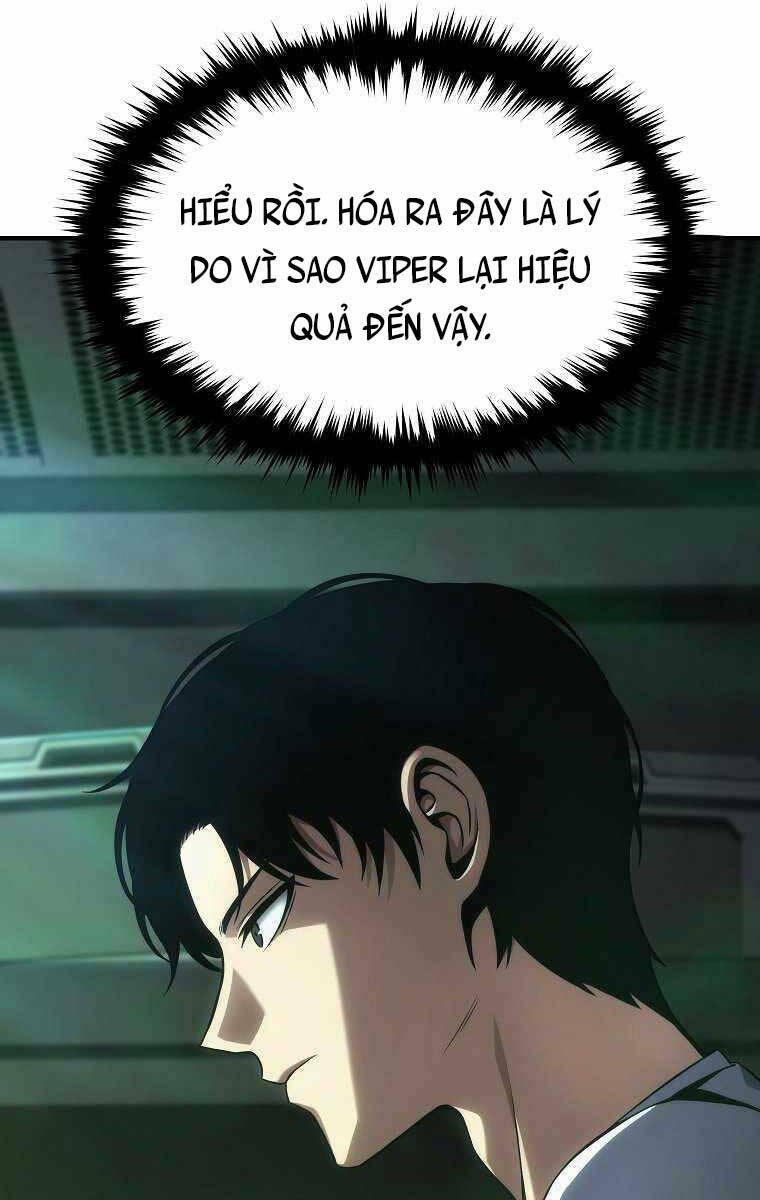 HIỂU RỒI. HÓA RA ĐÂY LÀ LÝ
DO VÌ SAO VIPER LẠI HIỆU
QUẢ ĐẾN VẬY.